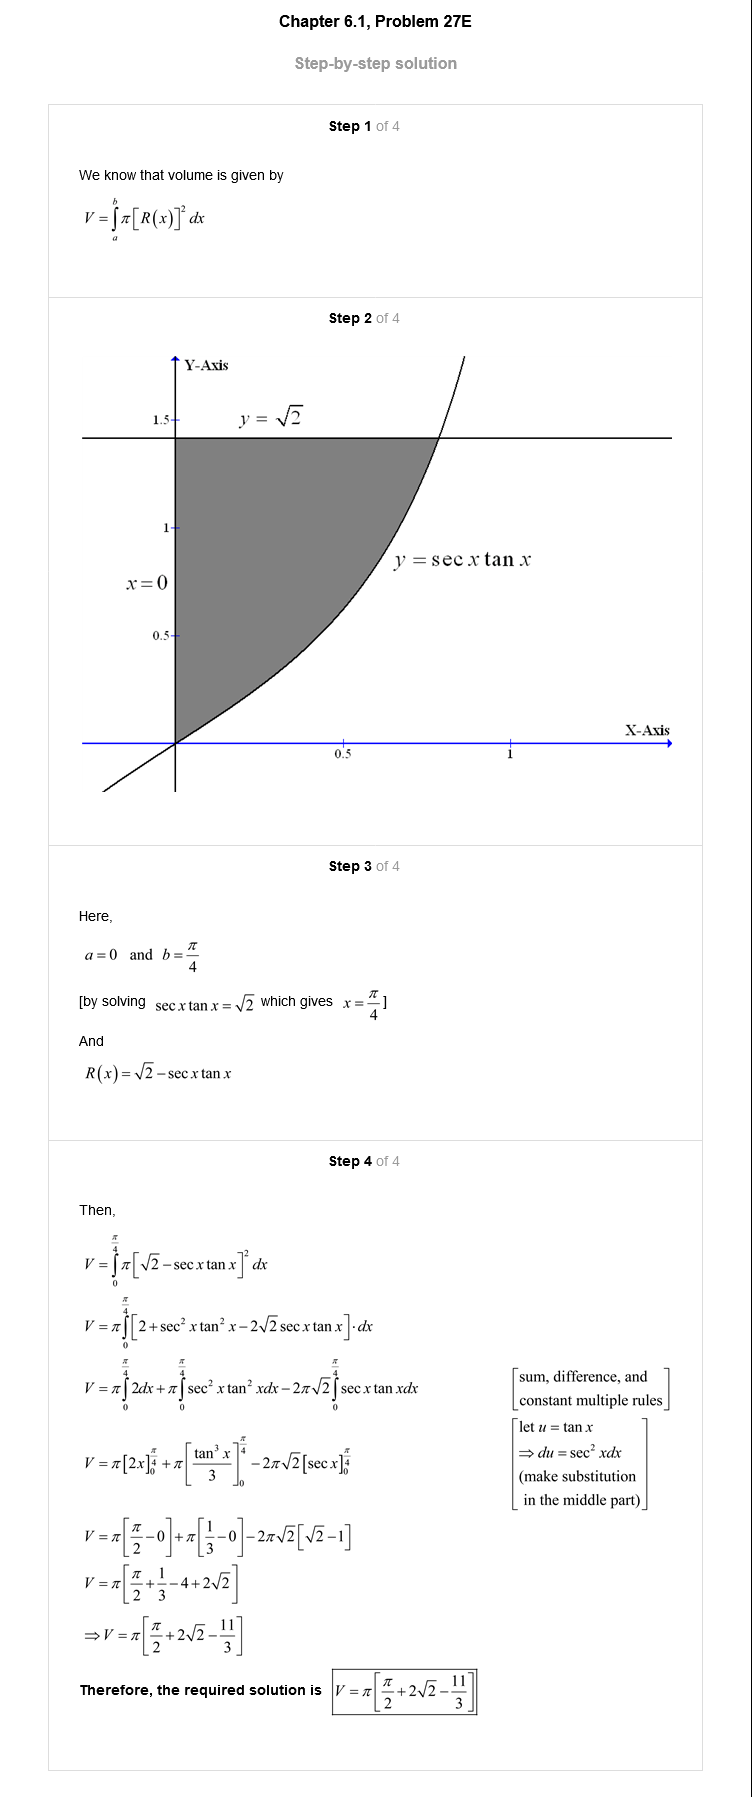 Chapter 6.1, Problem 27E
Step-by-step solution
Step 1 of 4
We know that volume is given by
V = ∫_a^b π[R(x)]² dx
Step 2 of 4
Y-Axis
1.5
y = √2
1
y = sec x tan x
x = 0
0.5
X-Axis
0.5 1
Step 3 of 4
Here,
a = 0 and b = π/4
[by solving sec x tan x = √2 which gives x = π/4]
And
R(x) = √2 − sec x tan x
Step 4 of 4
Then,
V = ∫_0^{π/4} π[√2 − sec x tan x]² dx
V = π∫_0^{π/4} [2 + sec² x tan² x − 2√2 sec x tan x]·dx
V = π∫_0^{π/4} 2dx + π∫_0^{π/4} sec² x tan² xdx − 2π√2∫_0^{π/4} sec x tan xdx [sum, difference, and
constant multiple rules]
V = π[2x]_0^{π/4} + π[tan³ x/3]_0^{π/4} − 2π√2[sec x]_0^{π/4} [let u = tan x
⇒ du = sec² xdx
(make substitution
in the middle part)]
V = π[π/2 − 0] + π[1/3 − 0] − 2π√2[√2 − 1]
V = π[π/2 + 1/3 − 4 + 2√2]
⇒ V = π[π/2 + 2√2 − 11/3]
Therefore, the required solution is V = π[π/2 + 2√2 − 11/3]